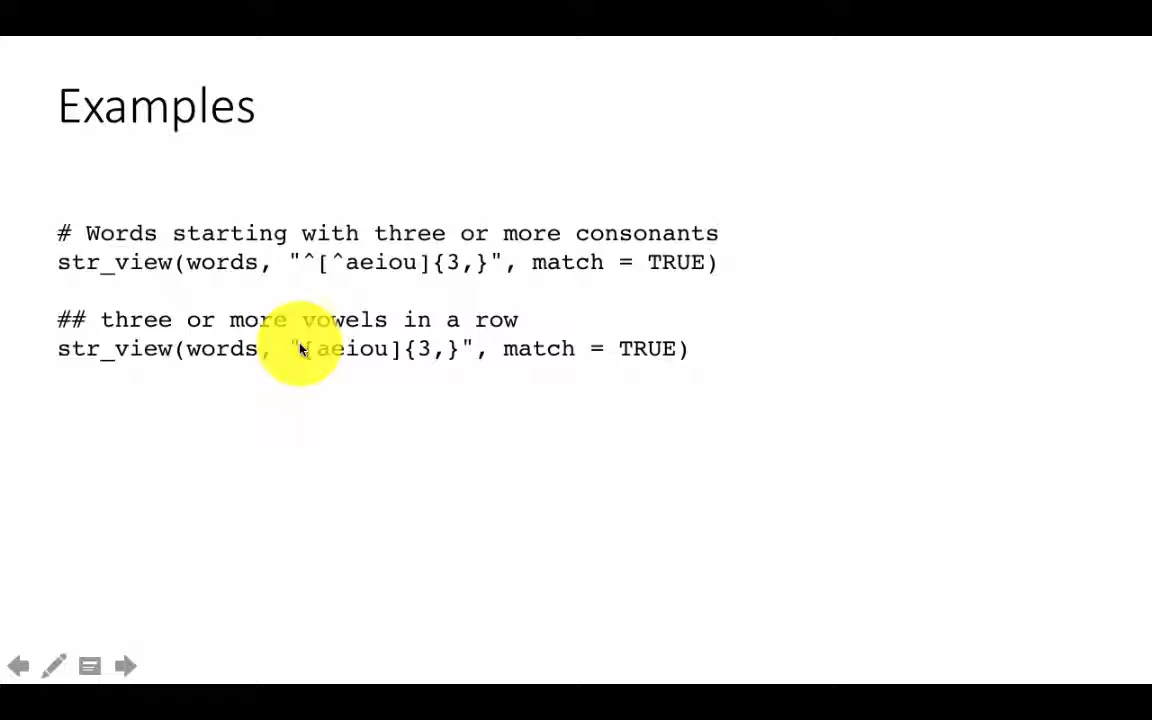 Examples
# Words starting with three or more consonants
str_view(words, "^[^aeiou]{3,}", match = TRUE)
## three or more vowels in a row
str_view(words, "[aeiou]{3,}", match = TRUE)